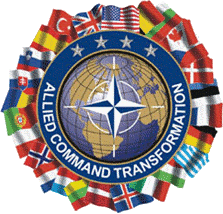 ALLIED COMMAND TRANSFORMATION